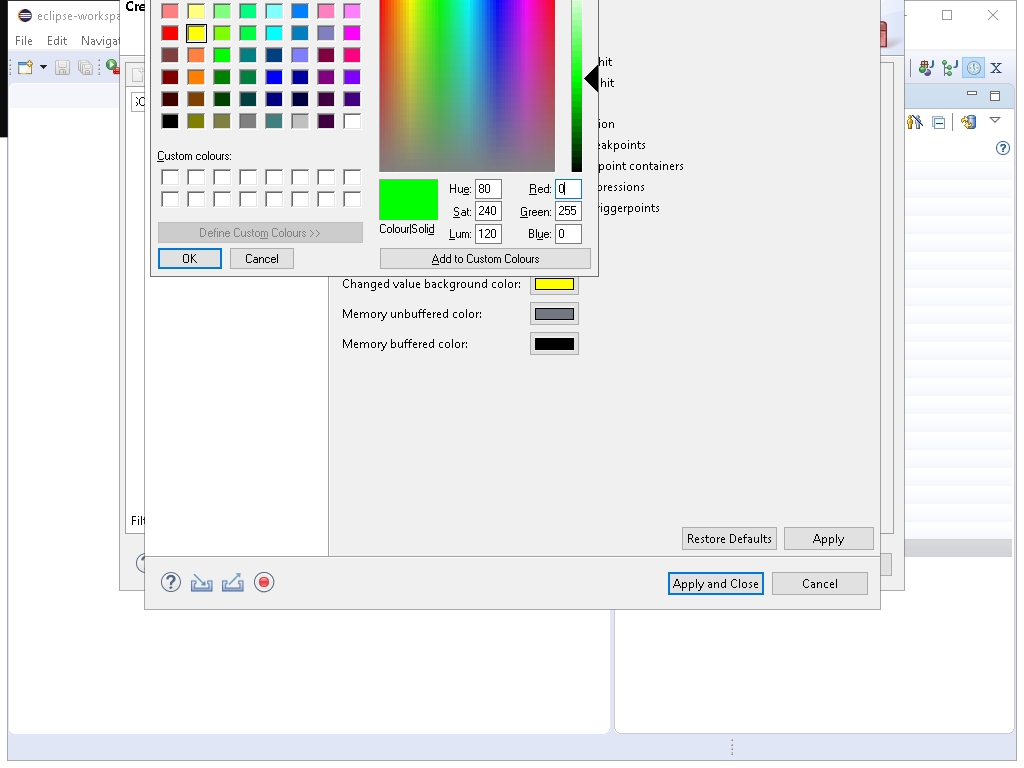 eclipse-workspa
Cre
File Edit Navigat
hit
hit
ion
eakpoints
point containers
pressions
riggerpoints
Custom colours:
Hue: 80
Red: 0
Sat: 240
Green: 255
Colour|Solid
Lum: 120
Blue: 0
Define Custom Colours >>
OK
Cancel
Add to Custom Colours
Changed value background color:
Memory unbuffered color:
Memory buffered color:
Filt
Restore Defaults
Apply
Apply and Close
Cancel